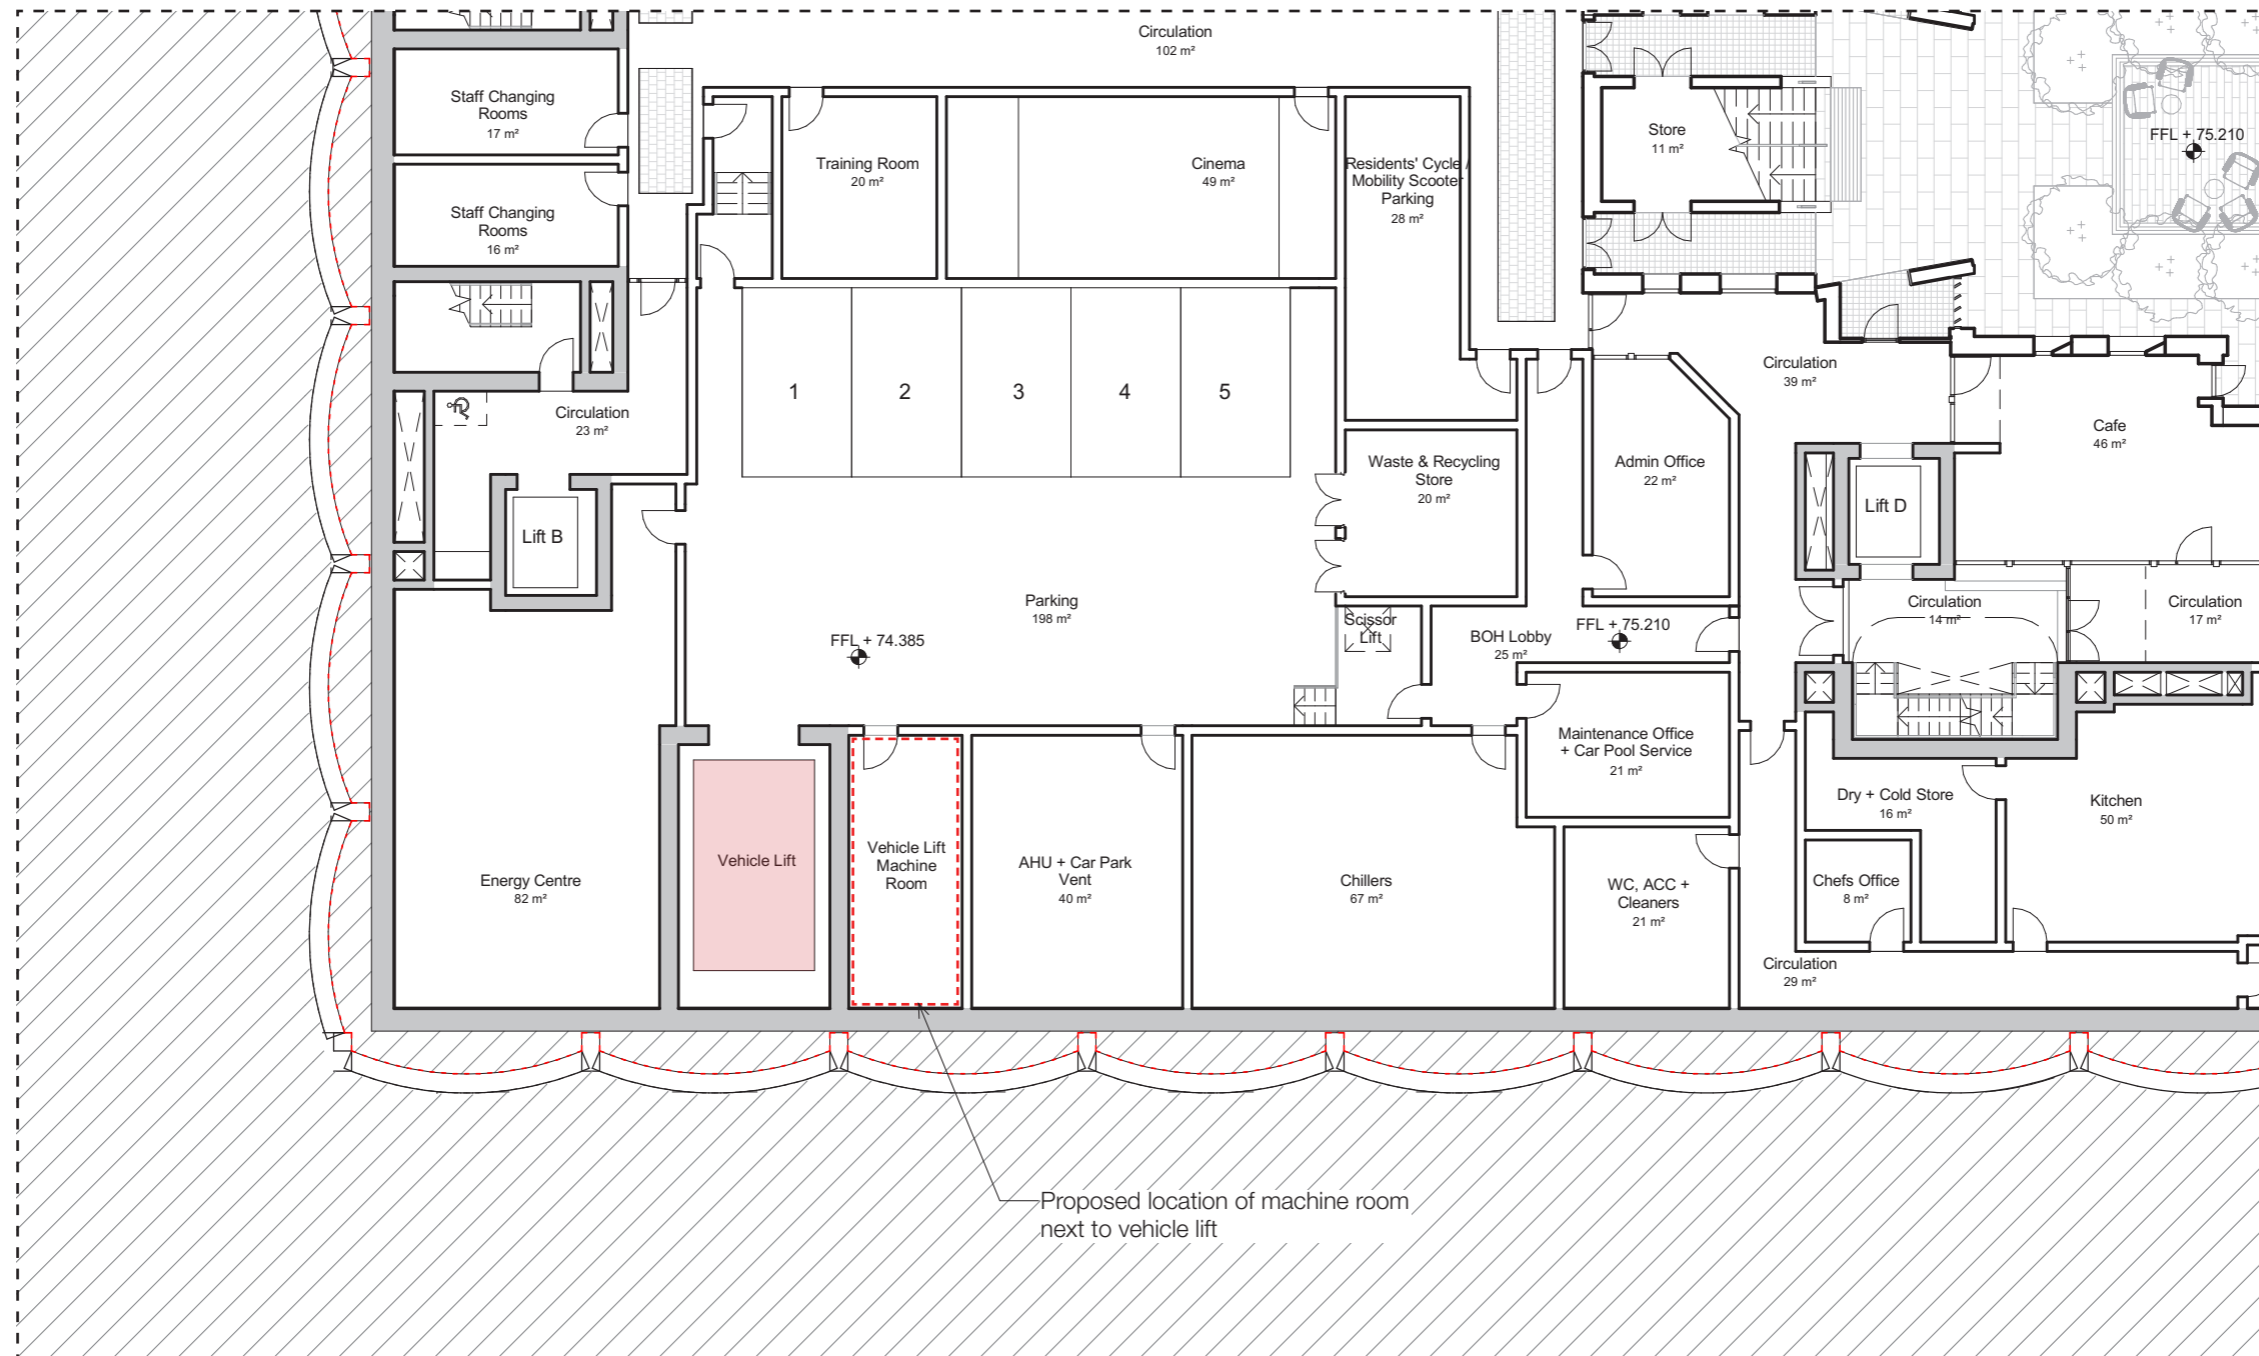 Circulation
102 m²
Staff Changing
Rooms
17 m²
Training Room
20 m²
Cinema
49 m²
Residents' Cycle /
Mobility Scooter
Parking
28 m²
Store
11 m²
FFL + 75.210
Staff Changing
Rooms
16 m²
1
2
3
4
5
Circulation
23 m²
Circulation
39 m²
Cafe
46 m²
Waste & Recycling
Store
20 m²
Admin Office
22 m²
Lift B
Lift D
Parking
198 m²
FFL + 74.385
Scissor
Lift
BOH Lobby
25 m²
FFL + 75.210
Circulation
14 m²
Circulation
17 m²
Maintenance Office
+ Car Pool Service
21 m²
Dry + Cold Store
16 m²
Kitchen
50 m²
Energy Centre
82 m²
Vehicle Lift
Vehicle Lift
Machine
Room
AHU + Car Park
Vent
40 m²
Chillers
67 m²
WC, ACC +
Cleaners
21 m²
Chefs Office
8 m²
Circulation
29 m²
Proposed location of machine room
next to vehicle lift